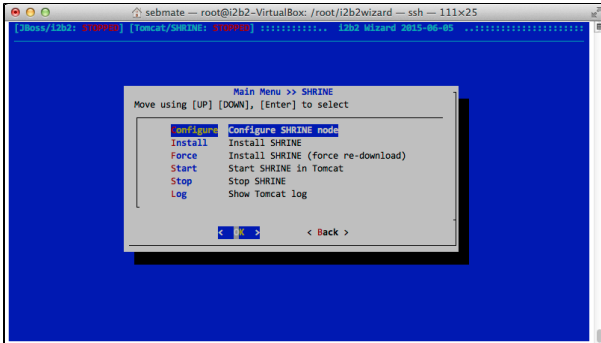 sebmate — root@i2b2-VirtualBox: /root/i2b2wizard — ssh — 111×25
[JBoss/i2b2: STOPPED] [Tomcat/SHRINE: STOPPED] ::::::::::.. i2b2 Wizard 2015-06-05 ..::::::::::::::::::::::
Main Menu >> SHRINE
Move using [UP] [DOWN], [Enter] to select
Configure Configure SHRINE node
Install Install SHRINE
Force Install SHRINE (force re-download)
Start Start SHRINE in Tomcat
Stop Stop SHRINE
Log Show Tomcat log
< OK > < Back >